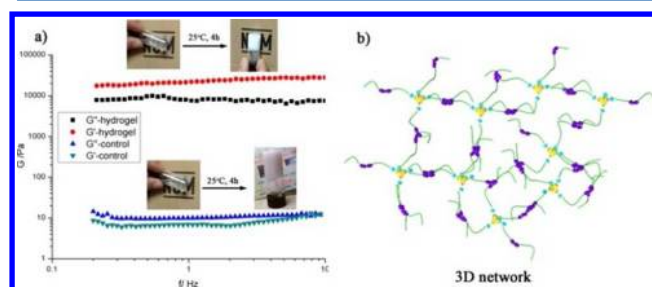 a)
25°C, 4h
b)
G /Pa
100000
10000
1000
100
10
1
G''-hydrogel
G'-hydrogel
G''-control
G'-control
25°C, 4h
0.1
1
10
f/ Hz
3D network